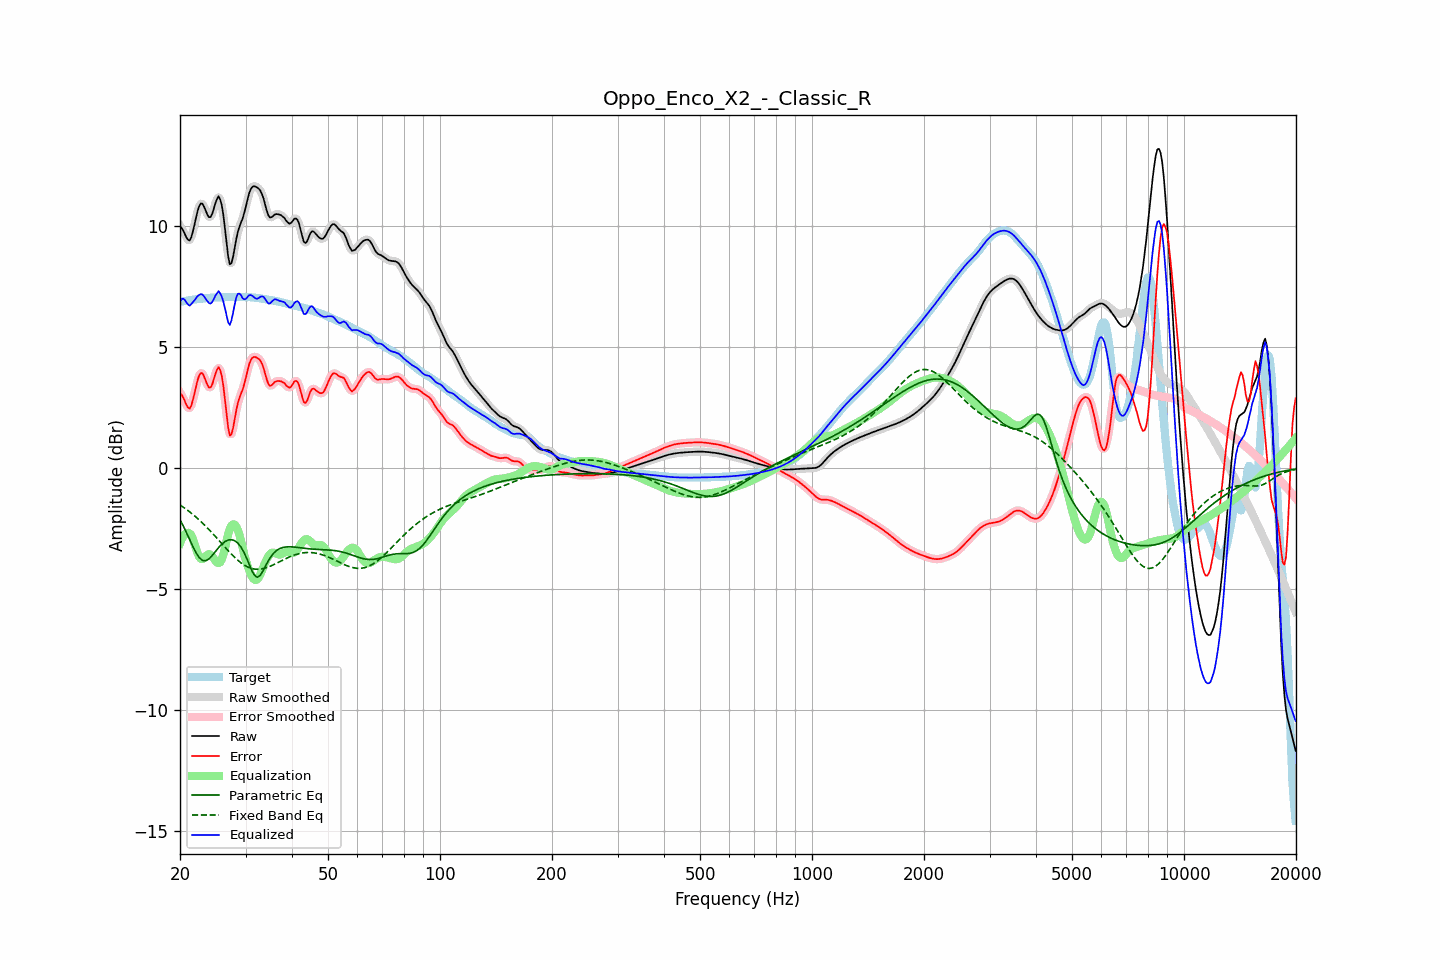 Oppo_Enco_X2_-_Classic_R
Amplitude (dBr)
10
5
0
−5
−10
−15
Target
Raw Smoothed
Error Smoothed
Raw
Error
Equalization
Parametric Eq
Fixed Band Eq
Equalized
20 50 100 200 500 1000 2000 5000 10000 20000
Frequency (Hz)